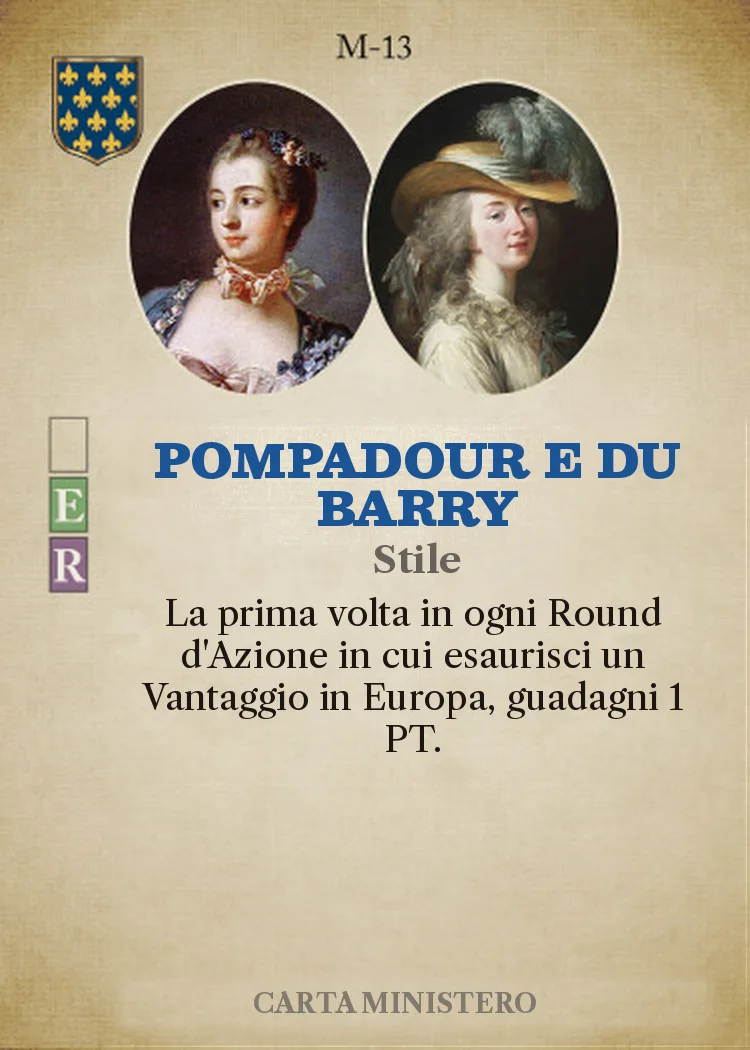 M-13
E
R
POMPADOUR E DU
BARRY
Stile
La prima volta in ogni Round
d'Azione in cui esaurisci un
Vantaggio in Europa, guadagni 1
PT.
CARTA MINISTERO